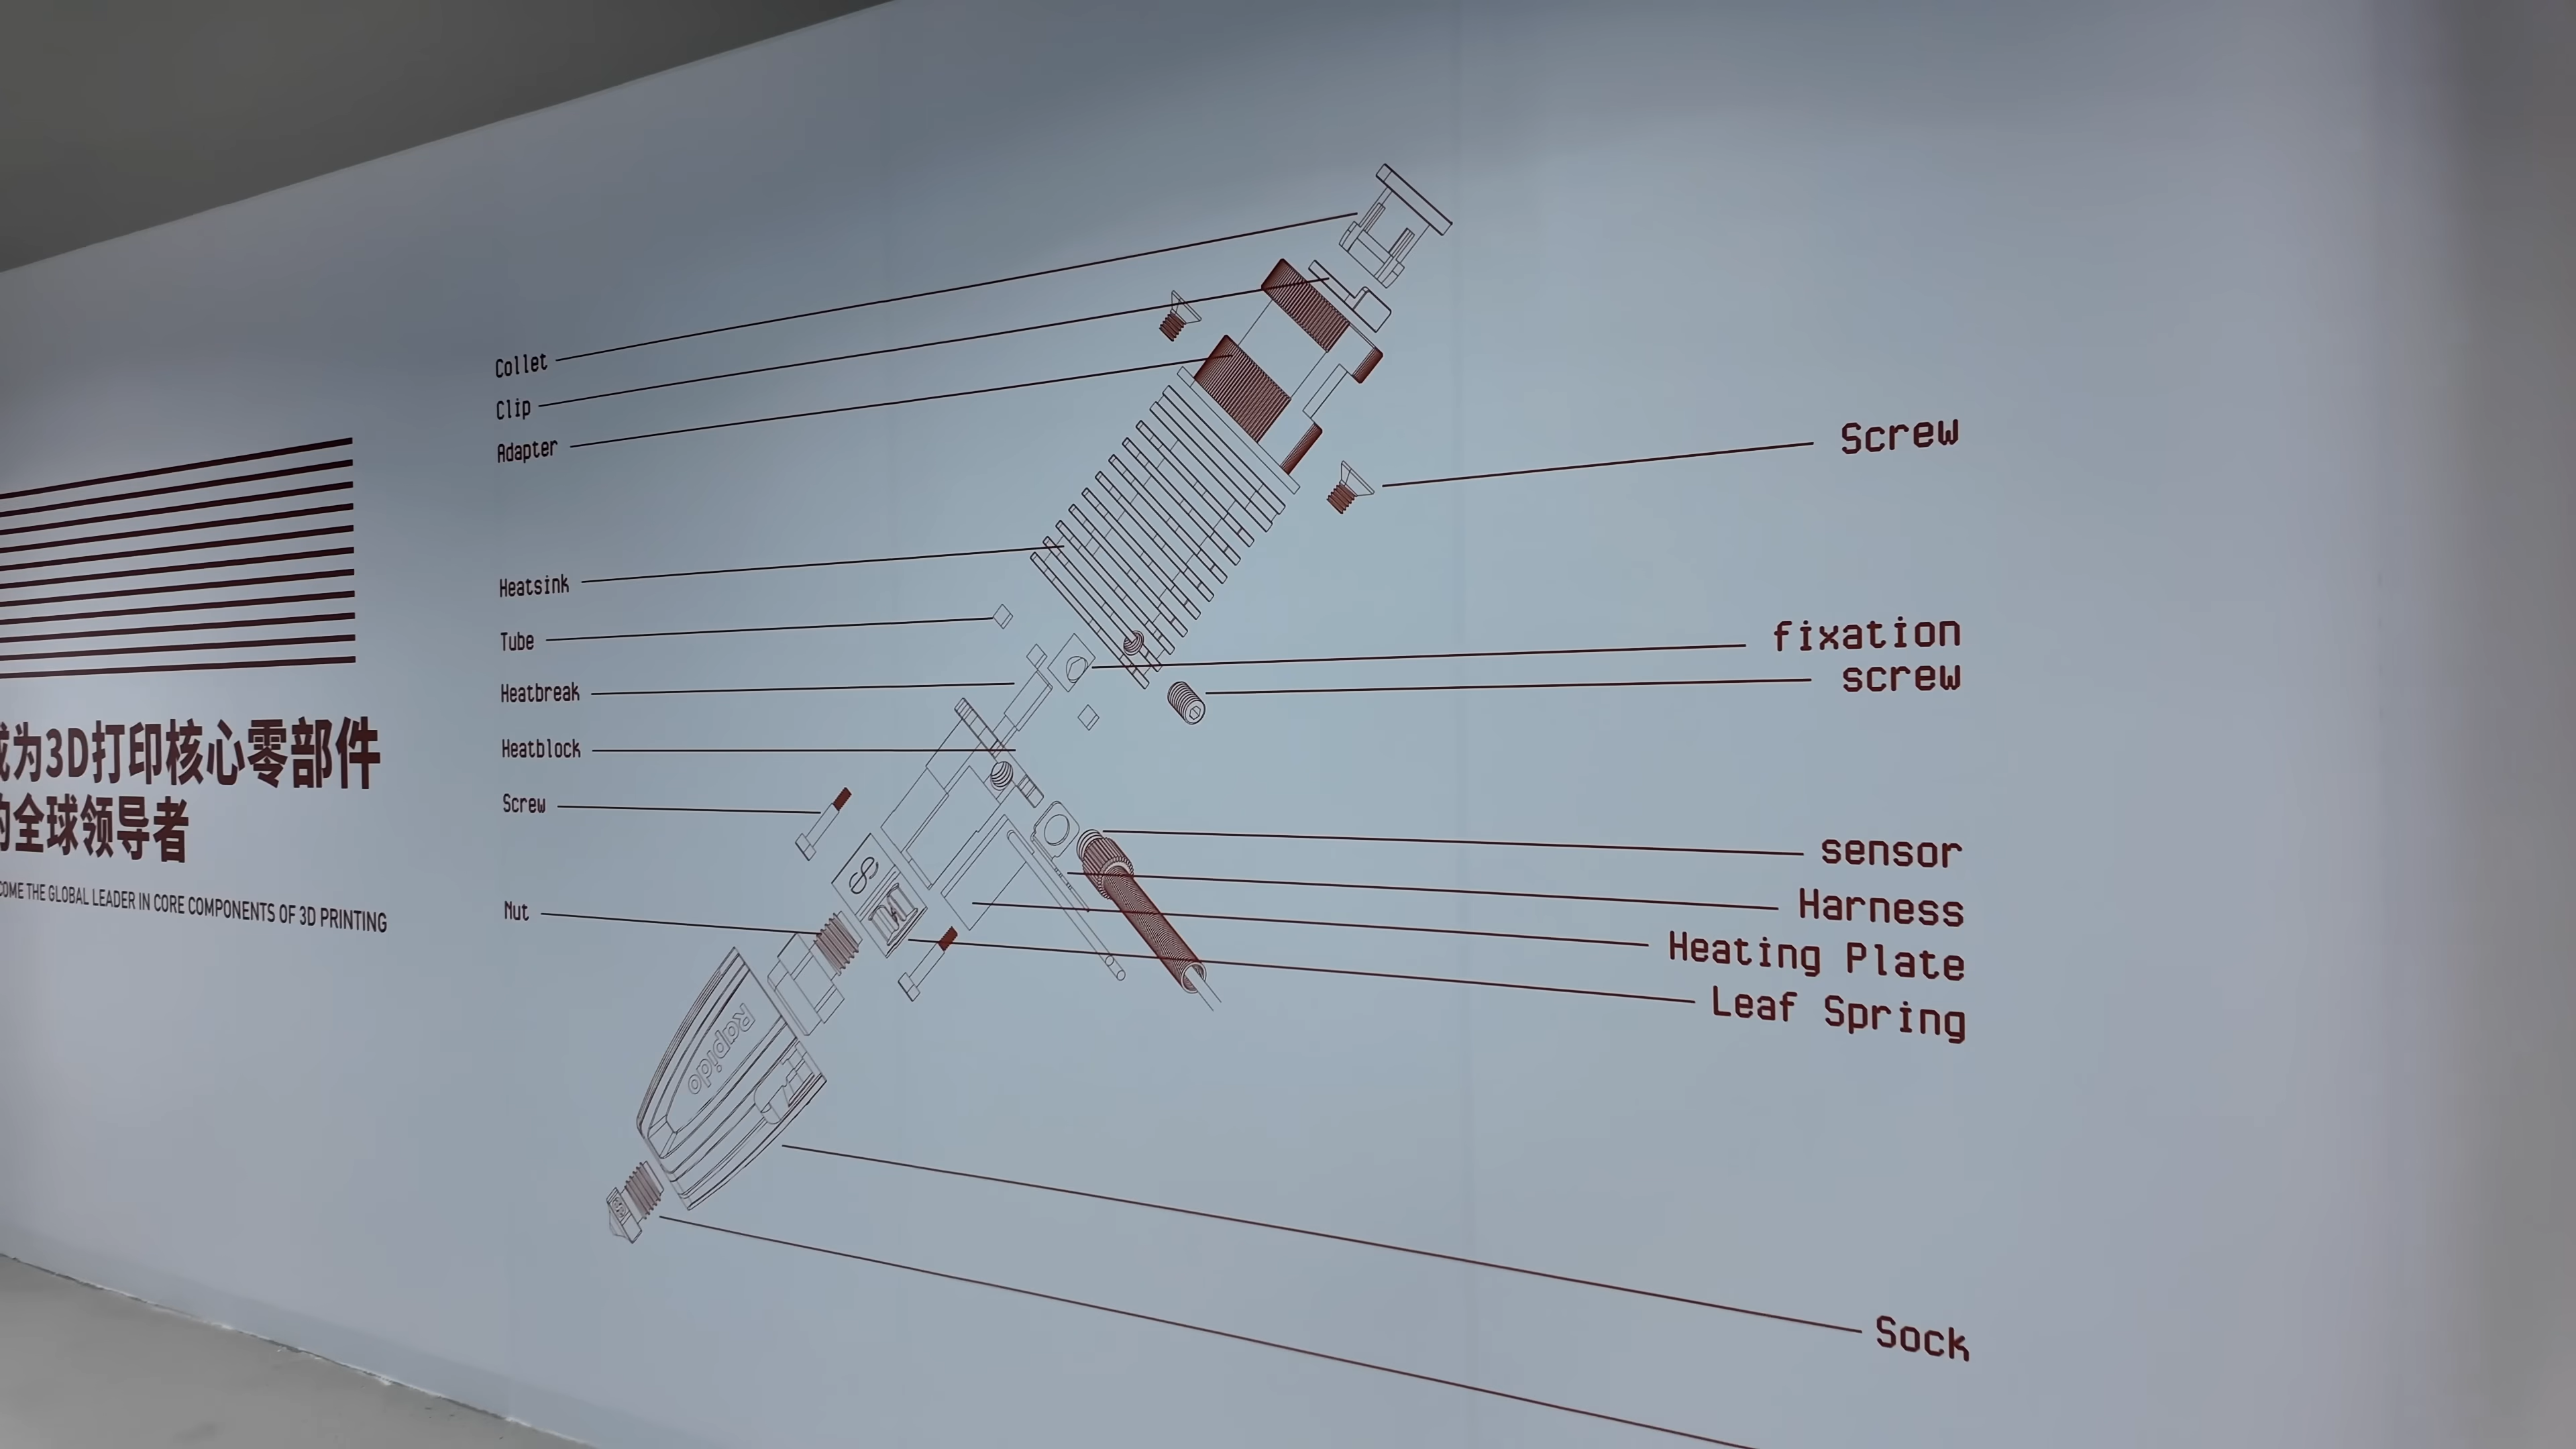 为3D打印核心零部件
全球领导者
COME THE GLOBAL LEADER IN CORE COMPONENTS OF 3D PRINTING
Collet
Clip
Adapter
Heatsink
Tube
Heatbreak
Heatblock
Screw
Nut
Rapido
Screw
fixation
screw
sensor
Harness
Heating Plate
Leaf Spring
Sock